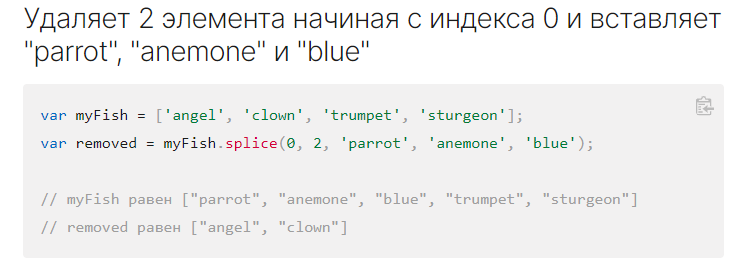 Удаляет 2 элемента начиная с индекса 0 и вставляет
"parrot", "anemone" и "blue"
var myFish = ['angel', 'clown', 'trumpet', 'sturgeon'];
var removed = myFish.splice(0, 2, 'parrot', 'anemone', 'blue');
// myFish равен ["parrot", "anemone", "blue", "trumpet", "sturgeon"]
// removed равен ["angel", "clown"]